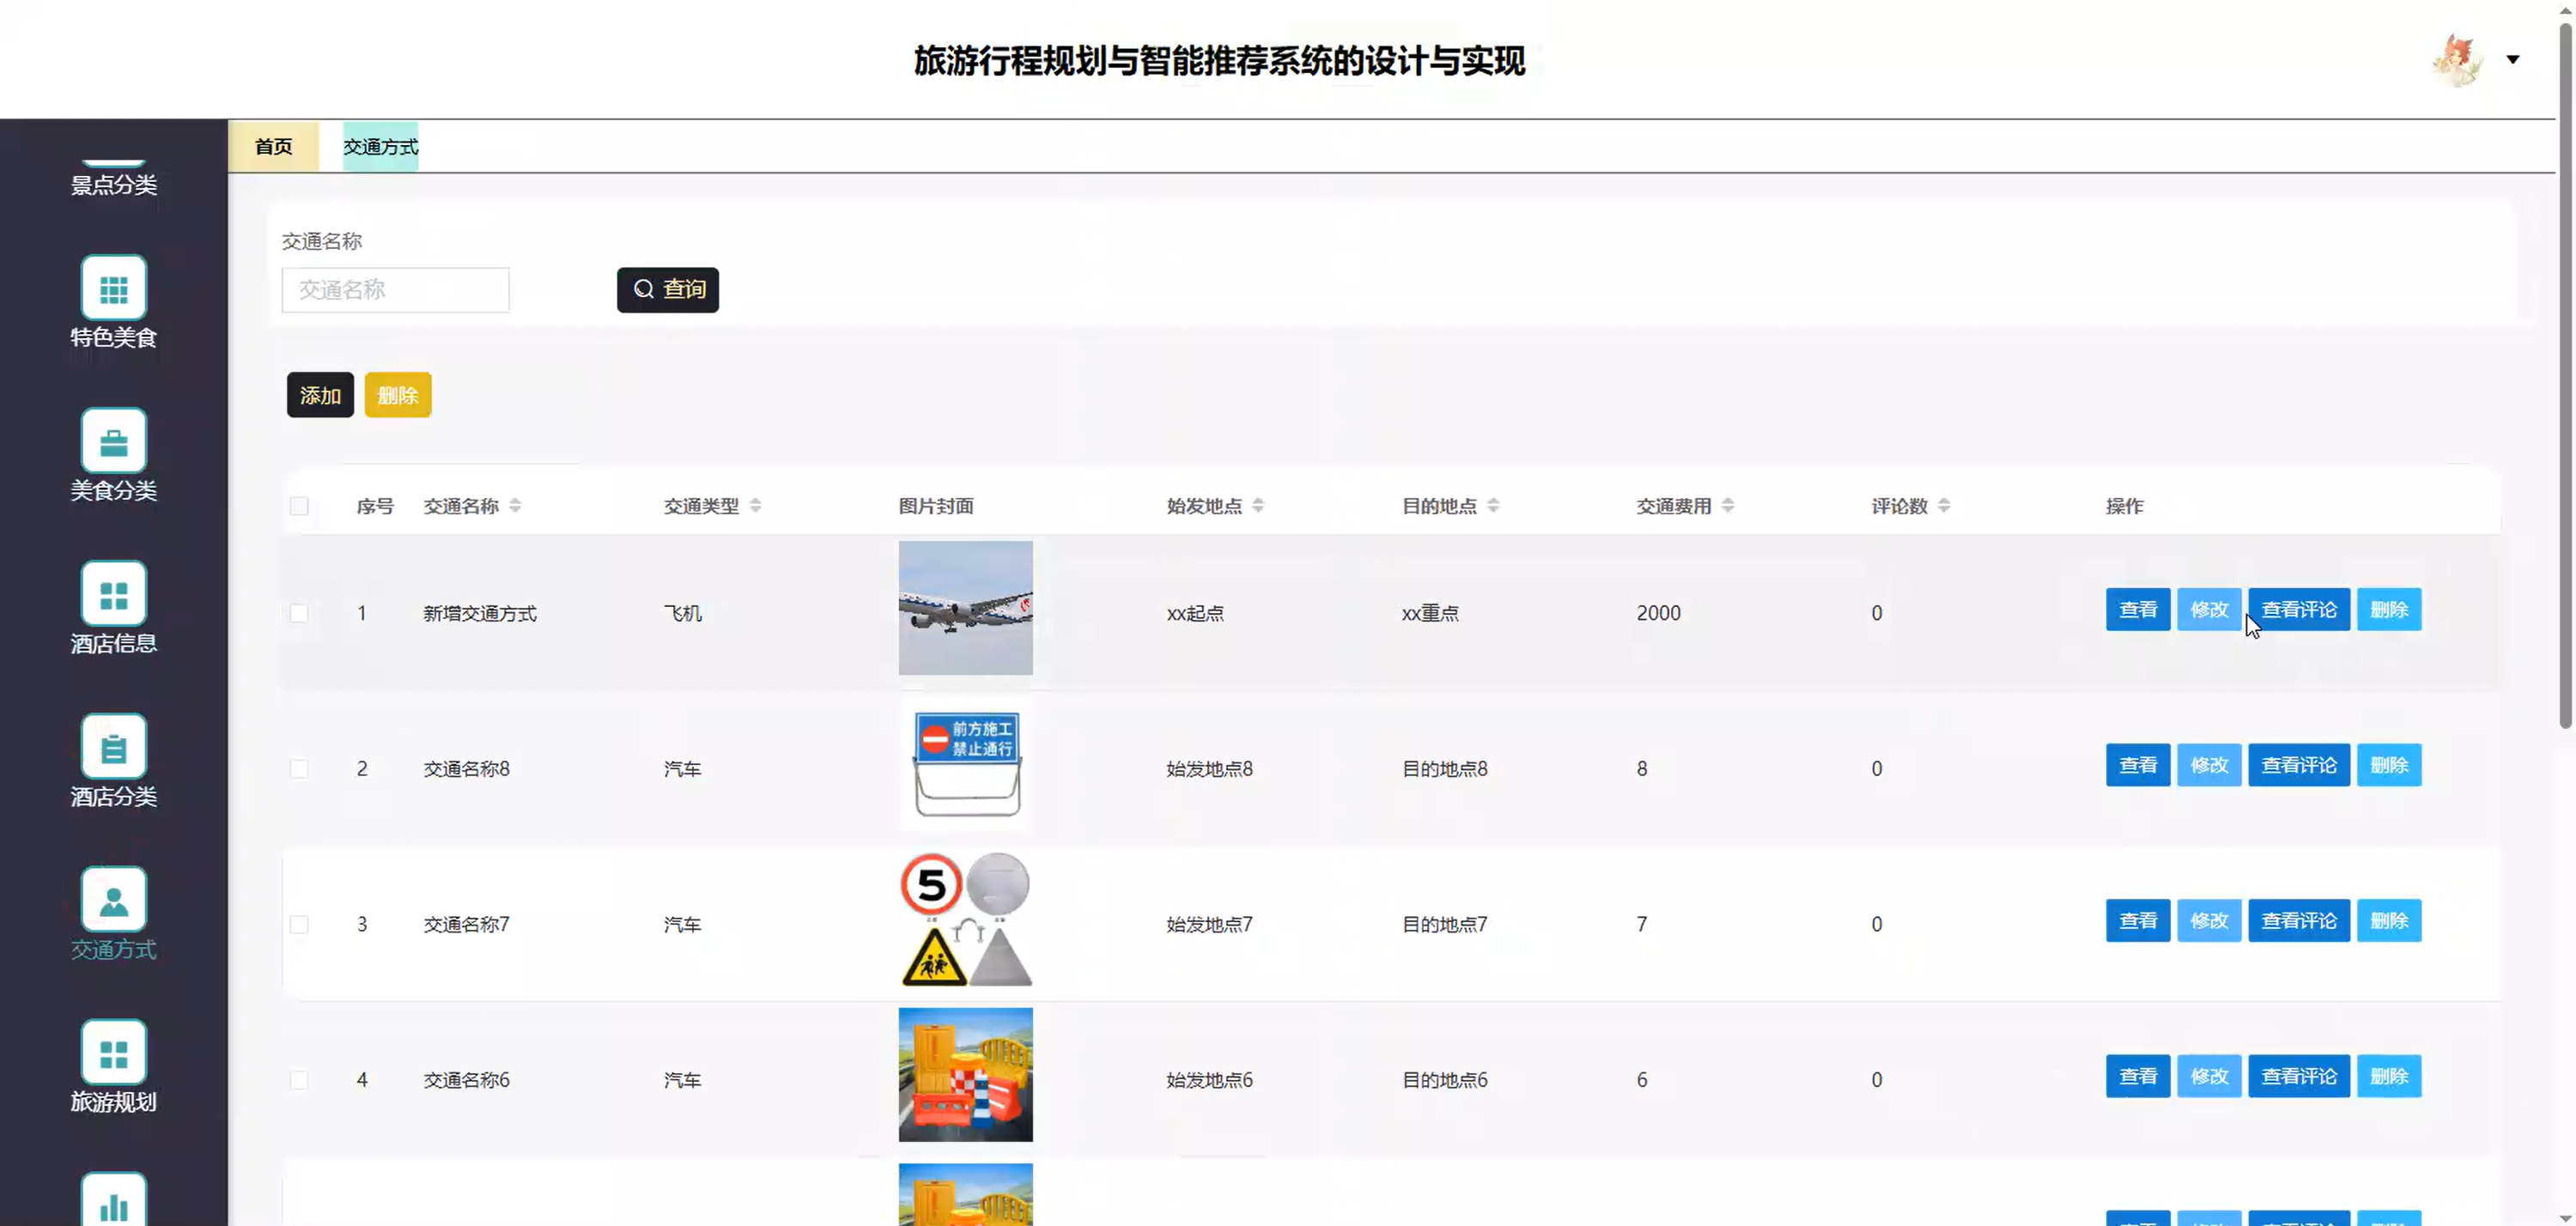 旅游行程规划与智能推荐系统的设计与实现
首页 交通方式
景点分类
特色美食
美食分类
酒店信息
酒店分类
交通方式
旅游规划
交通名称
交通名称 查询
添加 删除
序号 交通名称 交通类型 图片封面 始发地点 目的地点 交通费用 评论数 操作
1 新增交通方式 飞机 xx起点 xx重点 2000 0 查看 修改 查看评论 删除
前方施工
禁止通行
2 交通名称8 汽车 始发地点8 目的地点8 8 0 查看 修改 查看评论 删除
5
3 交通名称7 汽车 始发地点7 目的地点7 7 0 查看 修改 查看评论 删除
4 交通名称6 汽车 始发地点6 目的地点6 6 0 查看 修改 查看评论 删除